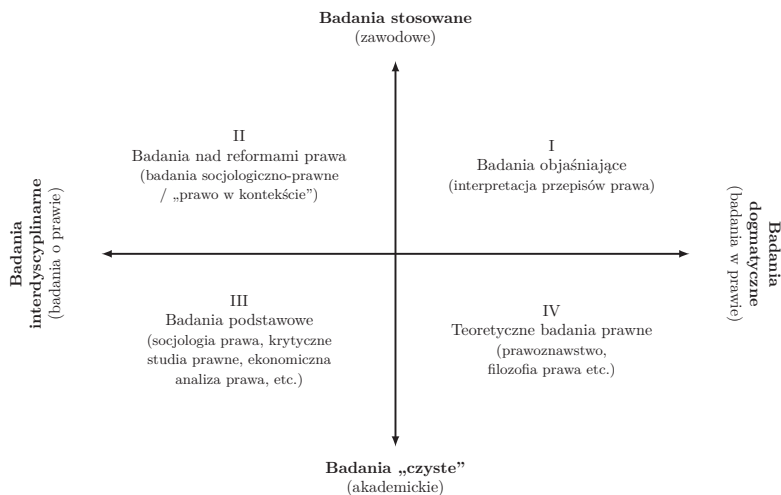 Badania stosowane
(zawodowe)
II
Badania nad reformami prawa
(badania socjologiczno-prawne
/ „prawo w kontekście”)
I
Badania objaśniające
(interpretacja przepisów prawa)
Badania
interdyscyplinarne
(badania o prawie)
Badania
dogmatyczne
(badania w prawie)
III
Badania podstawowe
(socjologia prawa, krytyczne
studia prawne, ekonomiczna
analiza prawa, etc.)
IV
Teoretyczne badania prawne
(prawoznawstwo,
filozofia prawa etc.)
Badania „czyste”
(akademickie)